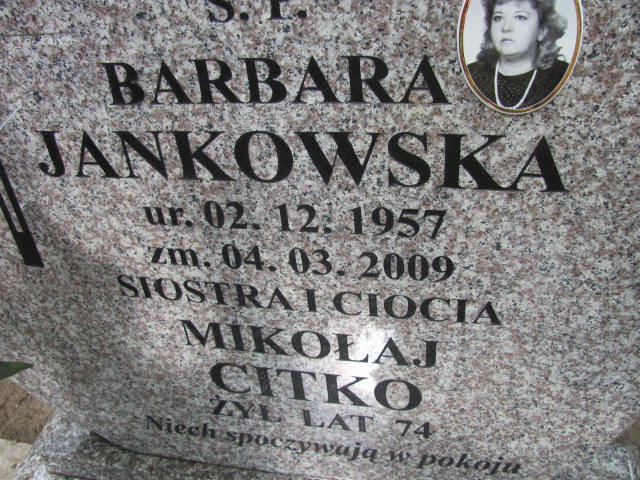 Ś. P.
BARBARA
JANKOWSKA
ur. 02. 12. 1957
zm. 04. 03. 2009
SIOSTRA I CIOCIA
MIKOŁAJ
CITKO
ŻYŁ LAT 74
Niech spoczywają w pokoju